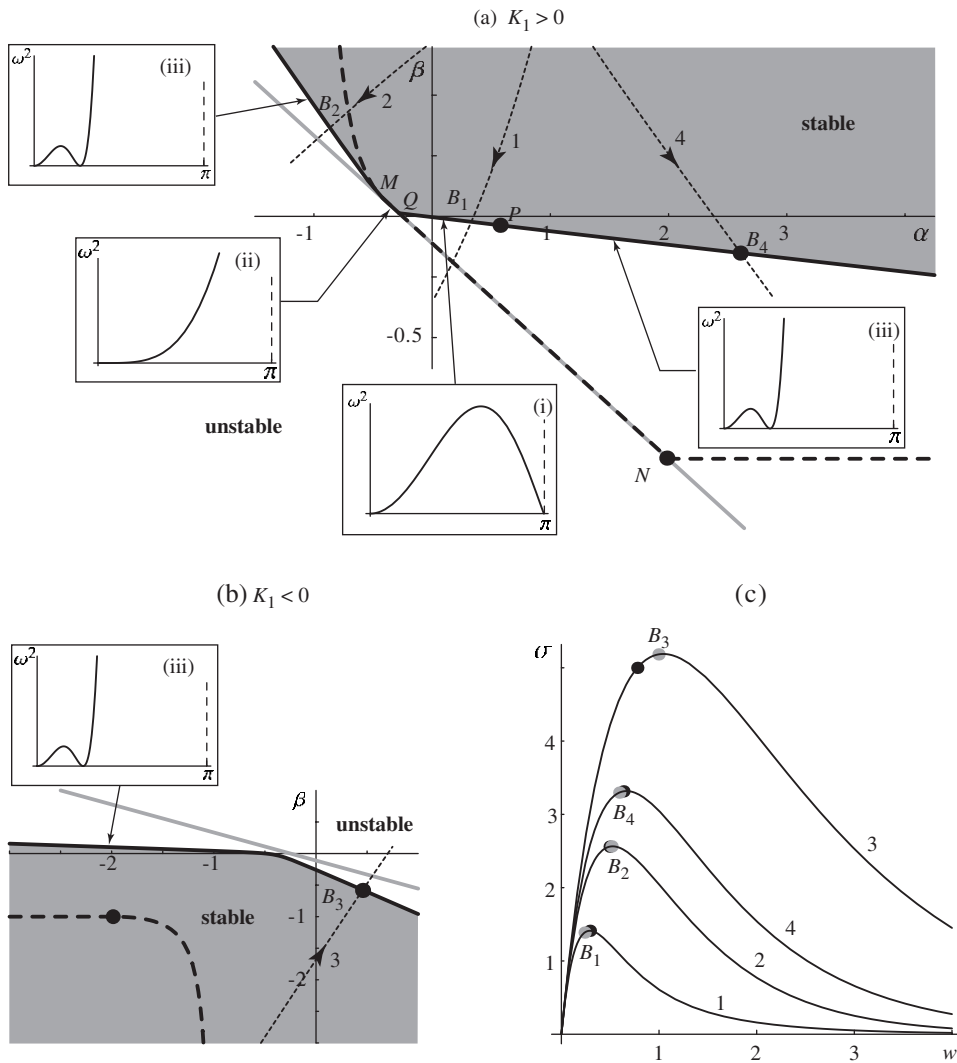 (a) K₁ > 0
ω²
(iii)
π
β
B₂
2
1
4
stable
M
Q
B₁
P
B₄
-1
1
2
3
α
ω²
(ii)
π
-0.5
ω²
(iii)
π
unstable
ω²
(i)
π
N
(b) K₁ < 0
(c)
ω²
(iii)
π
β
unstable
-2
-1
B₃
stable
-1
3
-2
σ
B₃
4
B₄
3
3
B₂
2
4
B₁
2
1
1
1
2
3
w